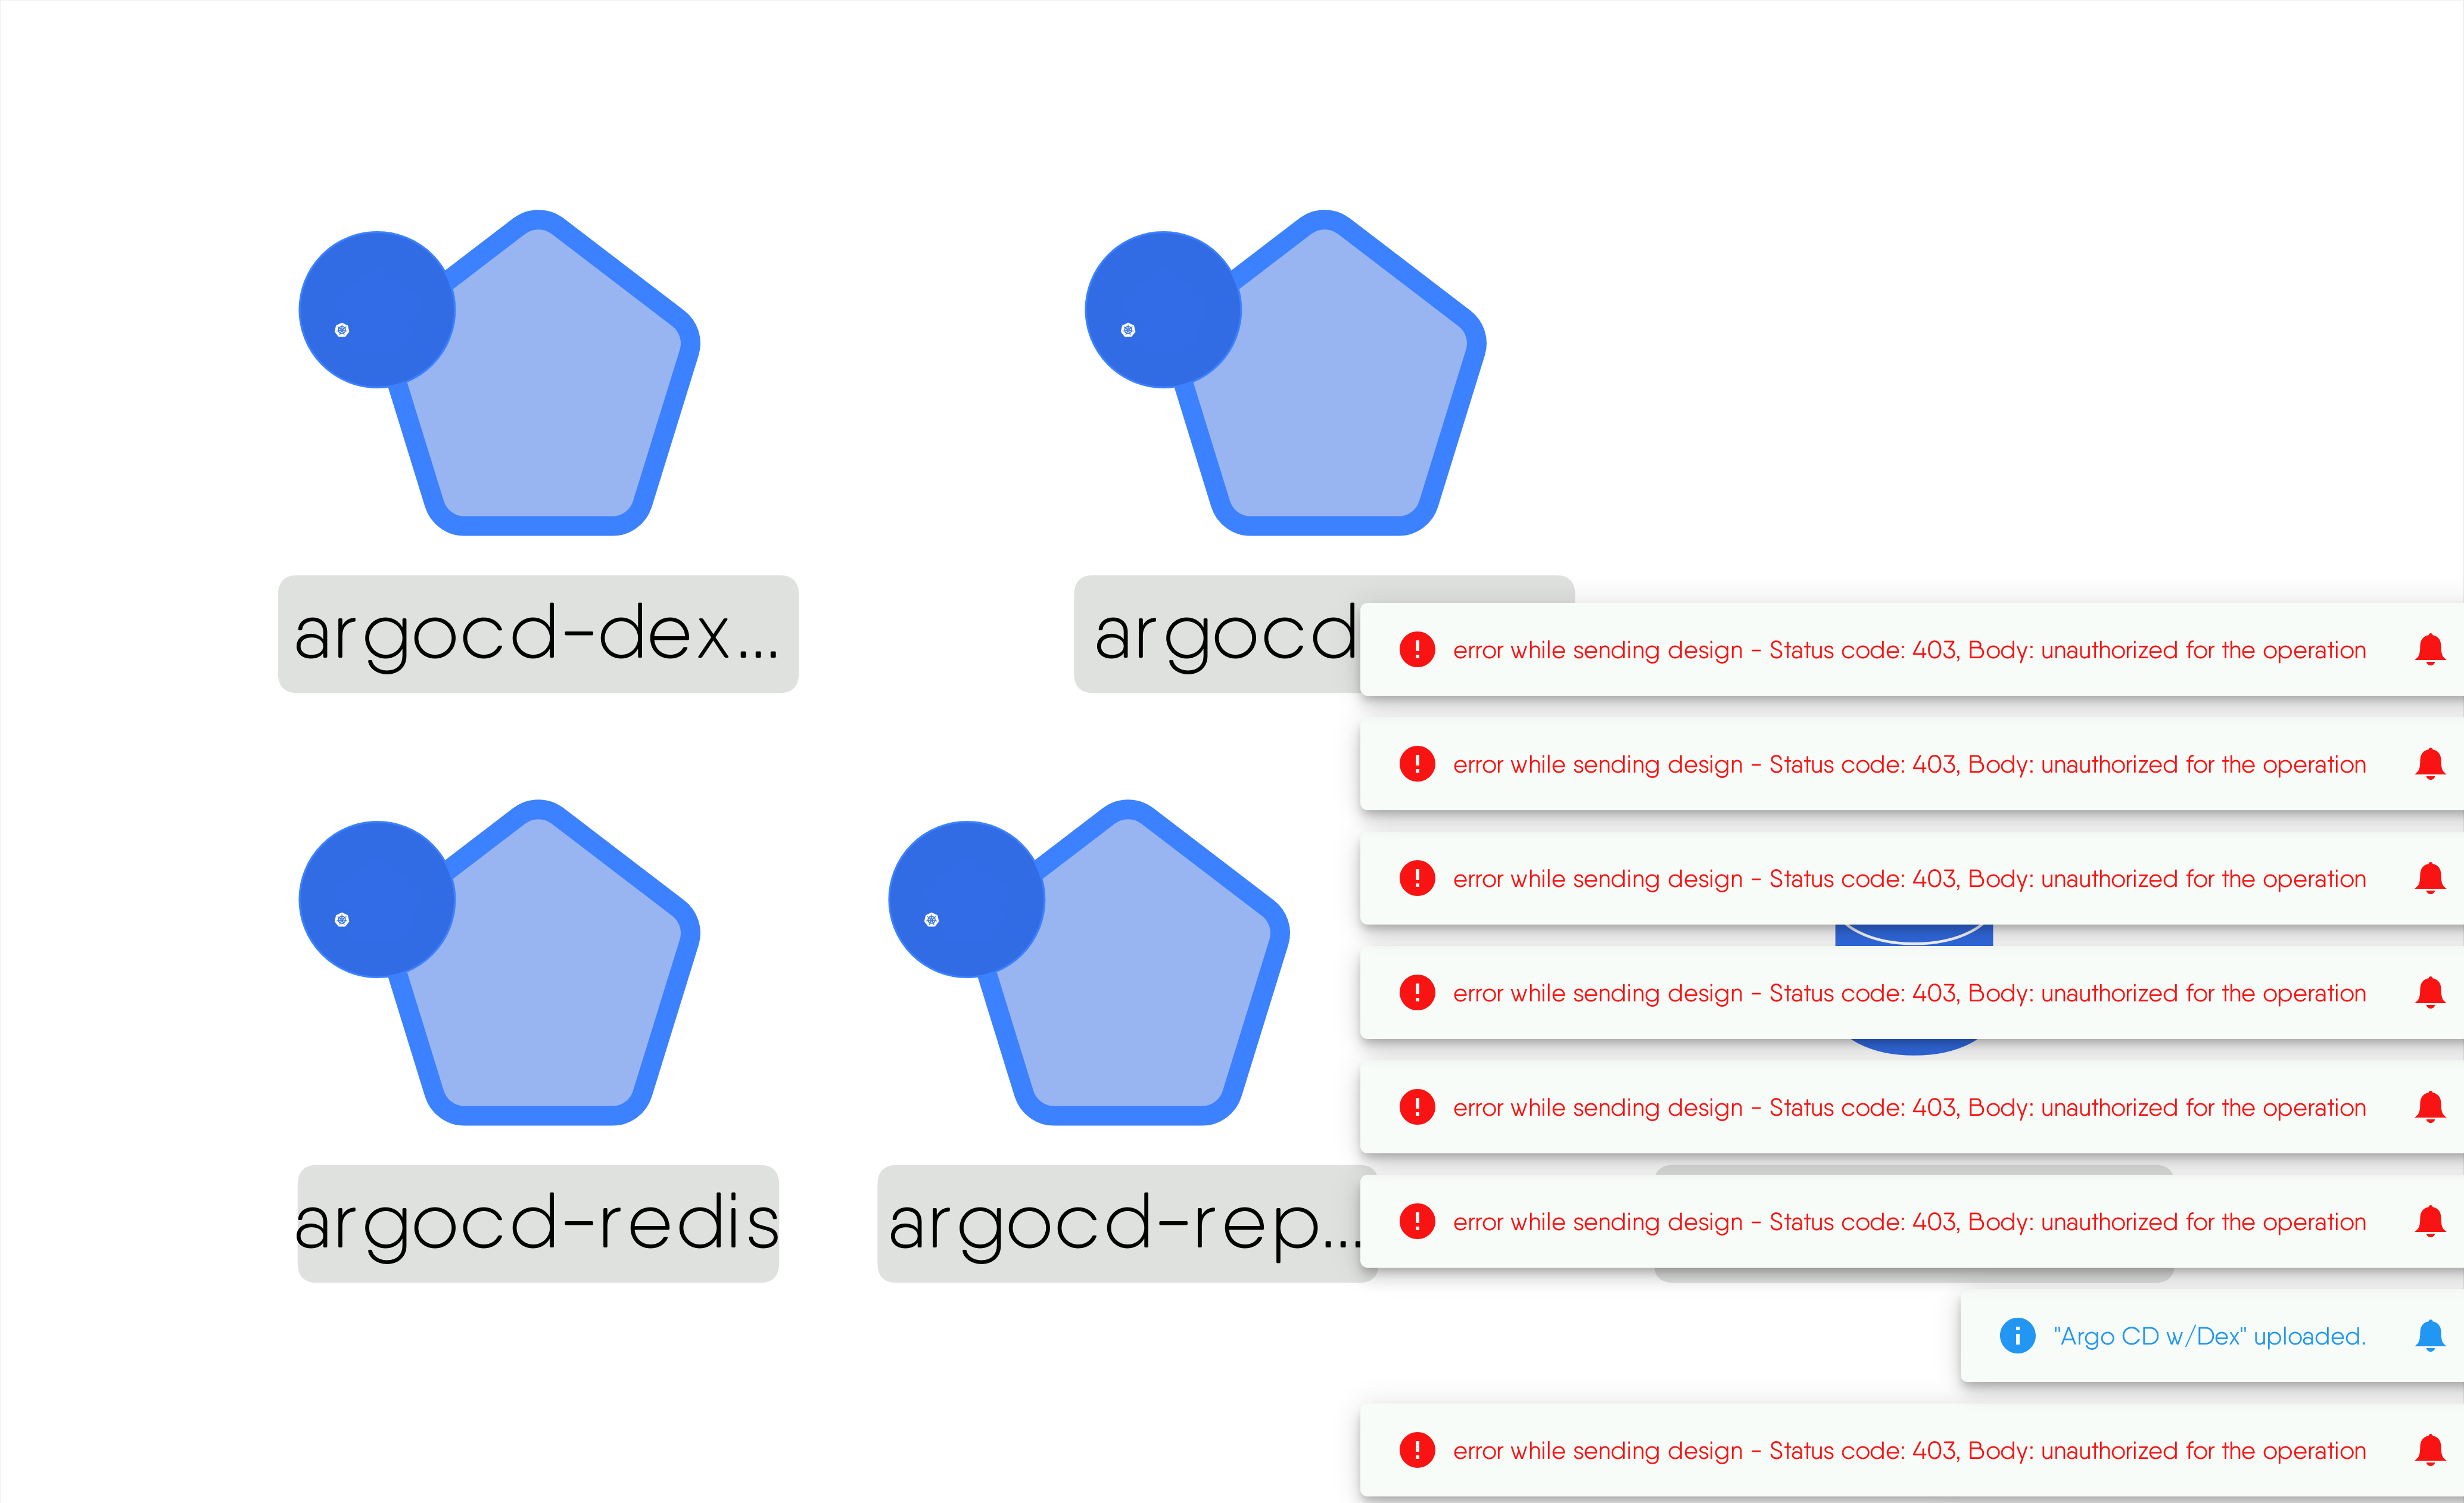 argocd-dex...
argocd
error while sending design - Status code: 403, Body: unauthorized for the operation
error while sending design - Status code: 403, Body: unauthorized for the operation
error while sending design - Status code: 403, Body: unauthorized for the operation
error while sending design - Status code: 403, Body: unauthorized for the operation
error while sending design - Status code: 403, Body: unauthorized for the operation
argocd-redis
argocd-rep...
error while sending design - Status code: 403, Body: unauthorized for the operation
"Argo CD w/Dex" uploaded.
error while sending design - Status code: 403, Body: unauthorized for the operation